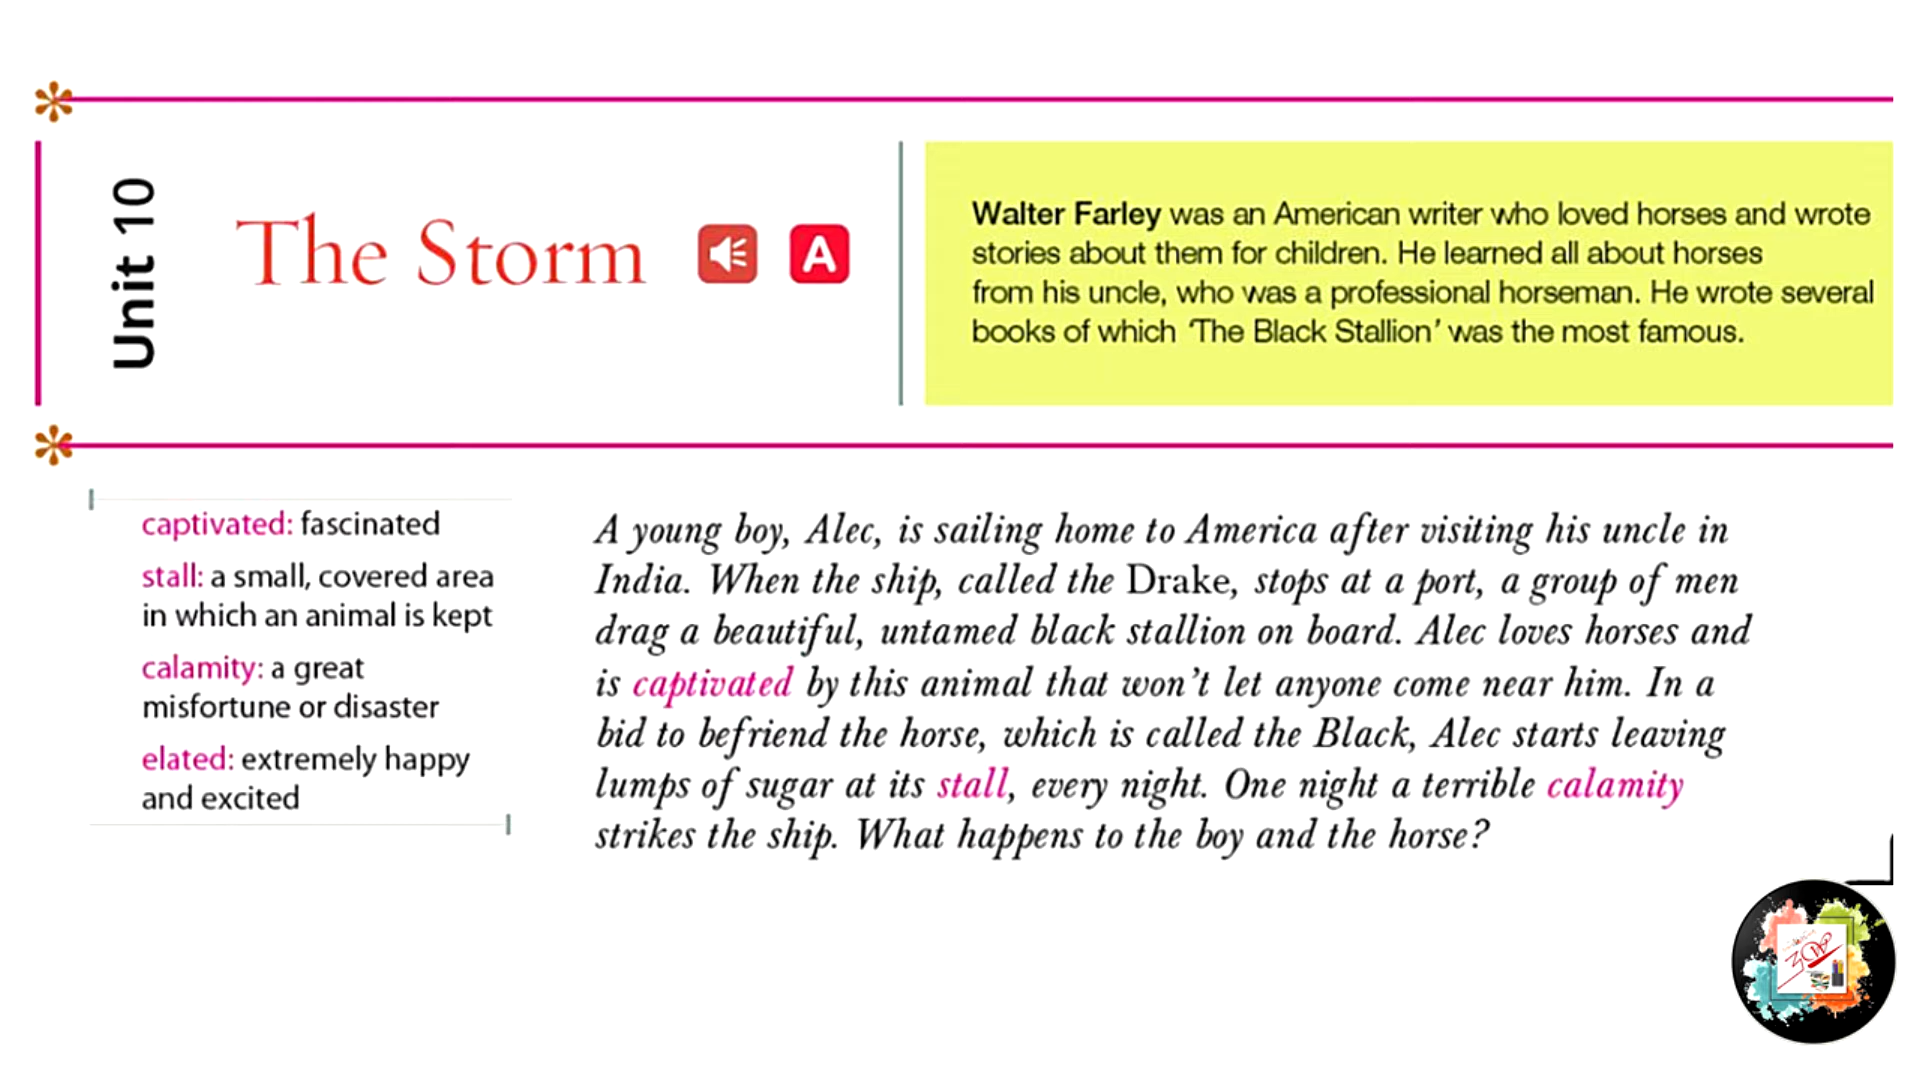 Unit 10
The Storm
A
Walter Farley was an American writer who loved horses and wrote
stories about them for children. He learned all about horses
from his uncle, who was a professional horseman. He wrote several
books of which 'The Black Stallion' was the most famous.
captivated: fascinated
stall: a small, covered area
in which an animal is kept
calamity: a great
misfortune or disaster
elated: extremely happy
and excited
A young boy, Alec, is sailing home to America after visiting his uncle in
India. When the ship, called the Drake, stops at a port, a group of men
drag a beautiful, untamed black stallion on board. Alec loves horses and
is captivated by this animal that won't let anyone come near him. In a
bid to befriend the horse, which is called the Black, Alec starts leaving
lumps of sugar at its stall, every night. One night a terrible calamity
strikes the ship. What happens to the boy and the horse?